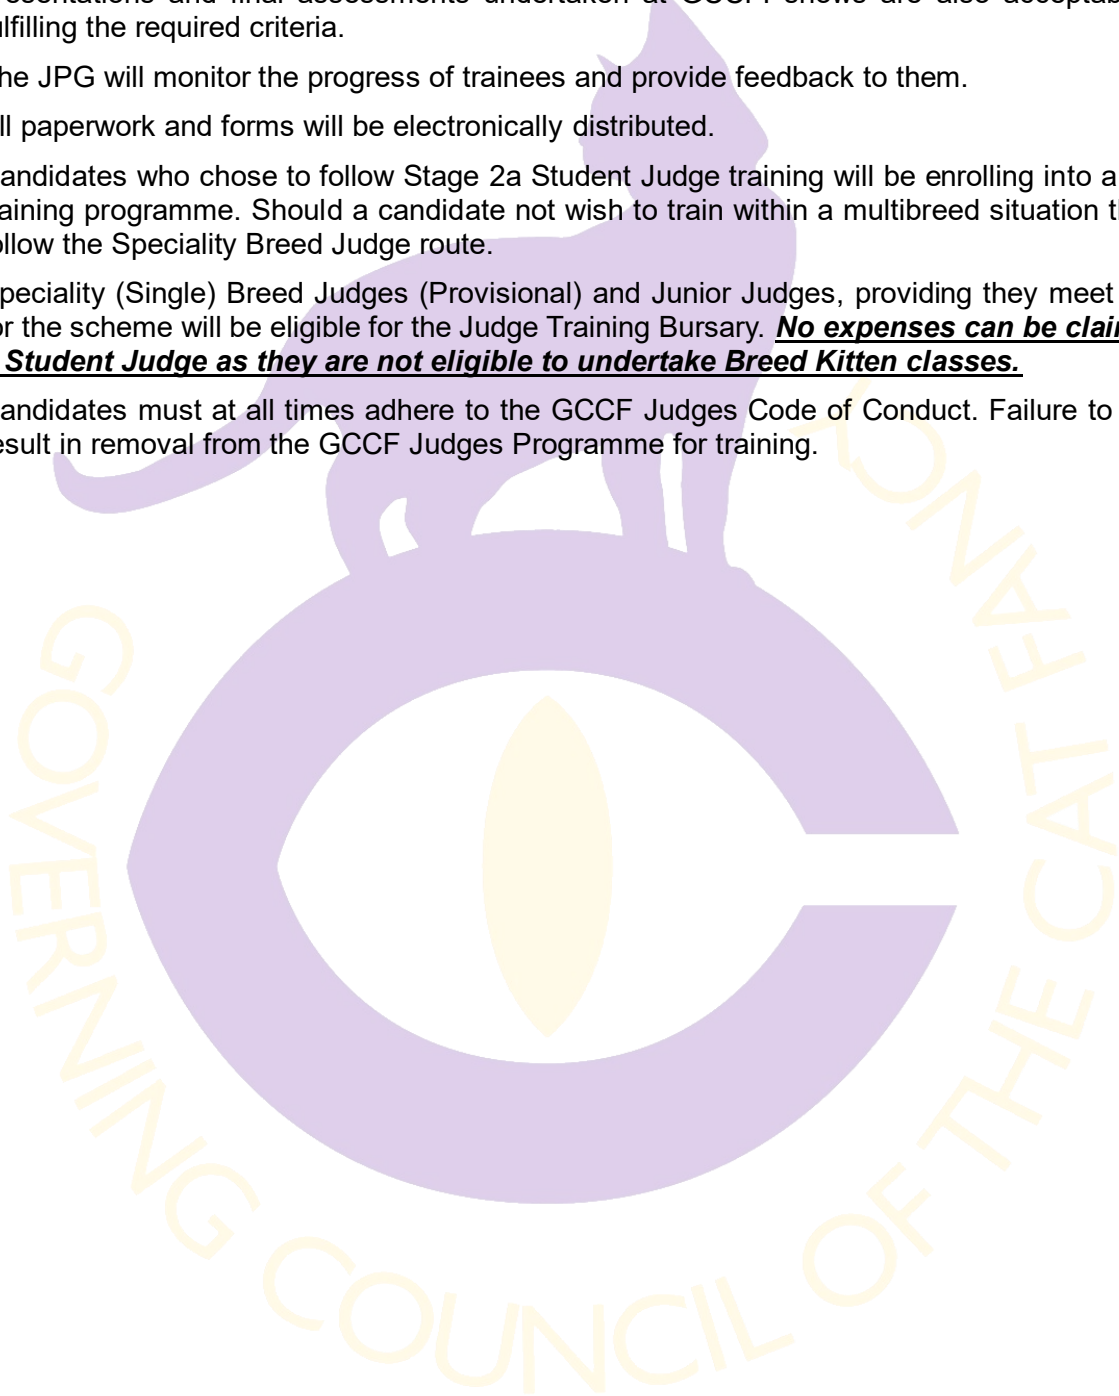 fulfilling the required criteria.
he JPG will monitor the progress of trainees and provide feedback to them.
ll paperwork and forms will be electronically distributed.
andidates who chose to follow Stage 2a Student Judge training will be enrolling into a
aining programme. Should a candidate not wish to train within a multibreed situation
ollow the Speciality Breed Judge route.
peciality (Single) Breed Judges (Provisional) and Junior Judges, providing they meet
or the scheme will be eligible for the Judge Training Bursary. No expenses can be
Student Judge as they are not eligible to undertake Breed Kitten classes.
andidates must at all times adhere to the GCCF Judges Code of Conduct. Failure to
esult in removal from the GCCF Judges Programme for training.
GOVERNING COUNCIL OF THE CAT FANCY